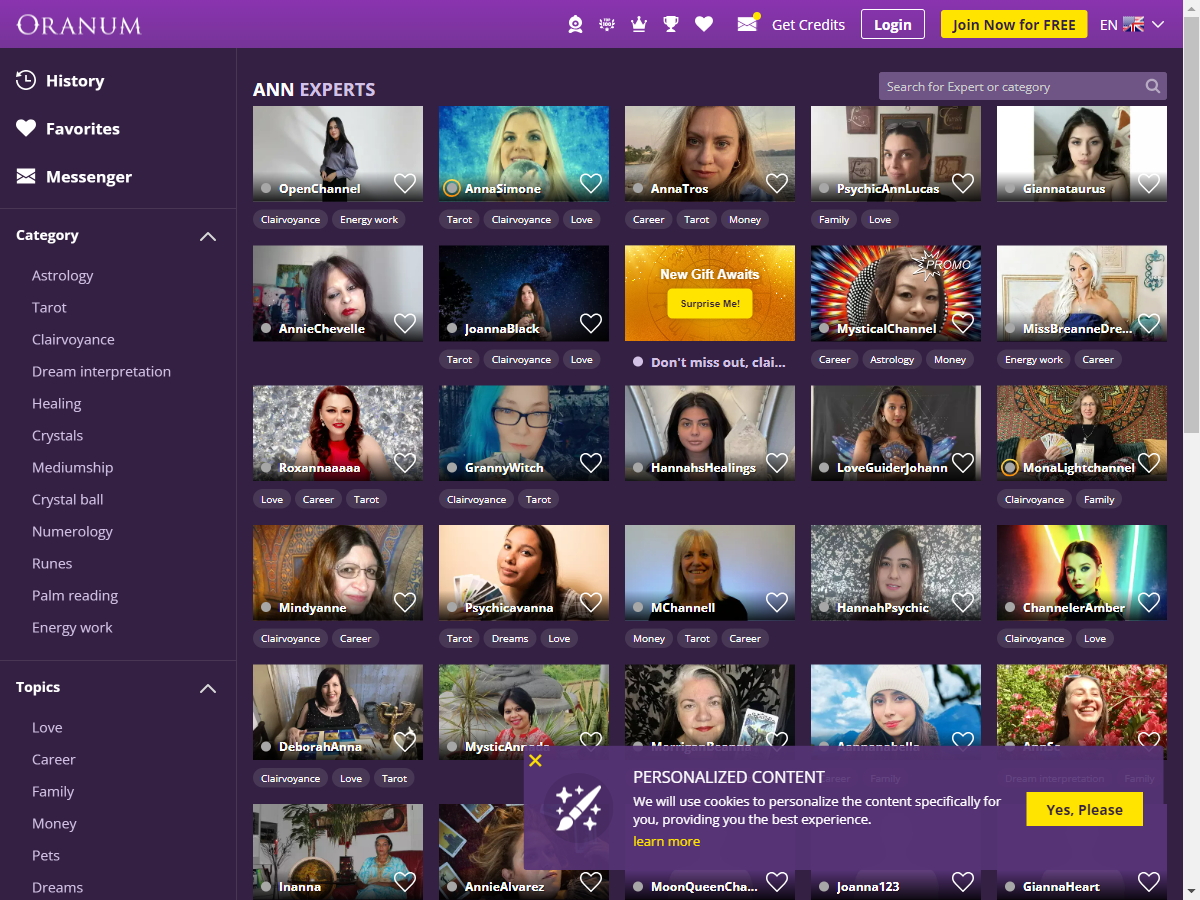 ORANUM
Get Credits
Login
Join Now for FREE
EN
History
Favorites
Messenger
Category
Astrology
Tarot
Clairvoyance
Dream interpretation
Healing
Crystals
Mediumship
Crystal ball
Numerology
Runes
Palm reading
Energy work
Topics
Love
Career
Family
Money
Pets
Dreams
ANN EXPERTS
Search for Expert or category
OpenChannel
Clairvoyance Energy work
AnnaSimone
Tarot Clairvoyance Love
AnnaTros
Career Tarot Money
PsychicAnnLucas
Family Love
Giannataurus
AnnieChevelle
JoannaBlack
Tarot Clairvoyance Love
New Gift Awaits
Surprise Me!
Don't miss out, clai...
PROMO
MysticalChannel
Career Astrology Money
MissBreanneDre...
Energy work Career
Roxannaaaaa
Love Career Tarot
GrannyWitch
Clairvoyance Tarot
HannahsHealings
LoveGuiderJohann
MonaLightchannel
Clairvoyance Family
Mindyanne
Clairvoyance Career
Psychicavanna
Tarot Dreams Love
MChannell
Money Tarot Career
HannahPsychic
ChannelerAmber
Clairvoyance Love
DeborahAnna
Clairvoyance Love Tarot
Career Family
Dream interpretation Family
Inanna
AnnieAlvarez
MoonQueenCha...
Joanna123
GiannaHeart
PERSONALIZED CONTENT
We will use cookies to personalize the content specifically for
you, providing you the best experience.
learn more
Yes, Please